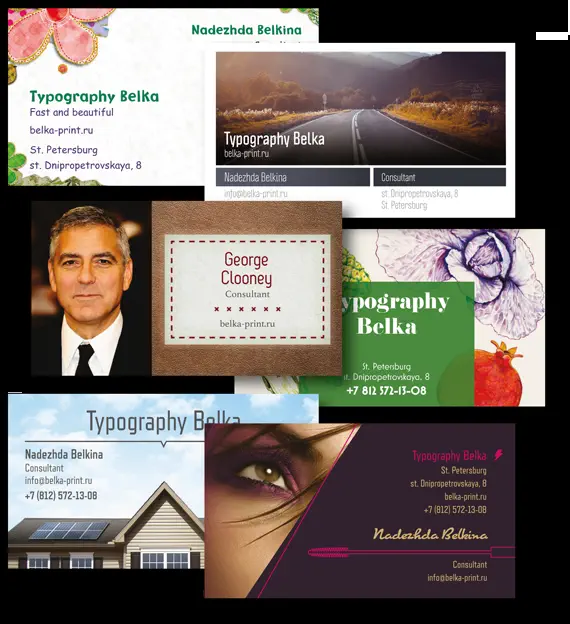 Nadezhda Belkina
Typography Belka
Fast and beautiful
belka-print.ru
St. Petersburg
st. Dnipropetrovskaya, 8
Typography Belka
belka-print.ru
Nadezhda Belkina
Consultant
info@belka-print.ru
st. Dnipropetrovskaya, 8
St. Petersburg
George
Clooney
Consultant
belka-print.ru
ypography
Belka
St. Petersburg
st. Dnipropetrovskaya, 8
+7 812 572-13-08
Typography Belka
Nadezhda Belkina
Consultant
info@belka-print.ru
+7 (812) 572-13-08
Typography Belka
St. Petersburg
st. Dnipropetrovskaya, 8
belka-print.ru
+7 (812) 572-13-08
Nadezhda Belkina
Consultant
info@belka-print.ru